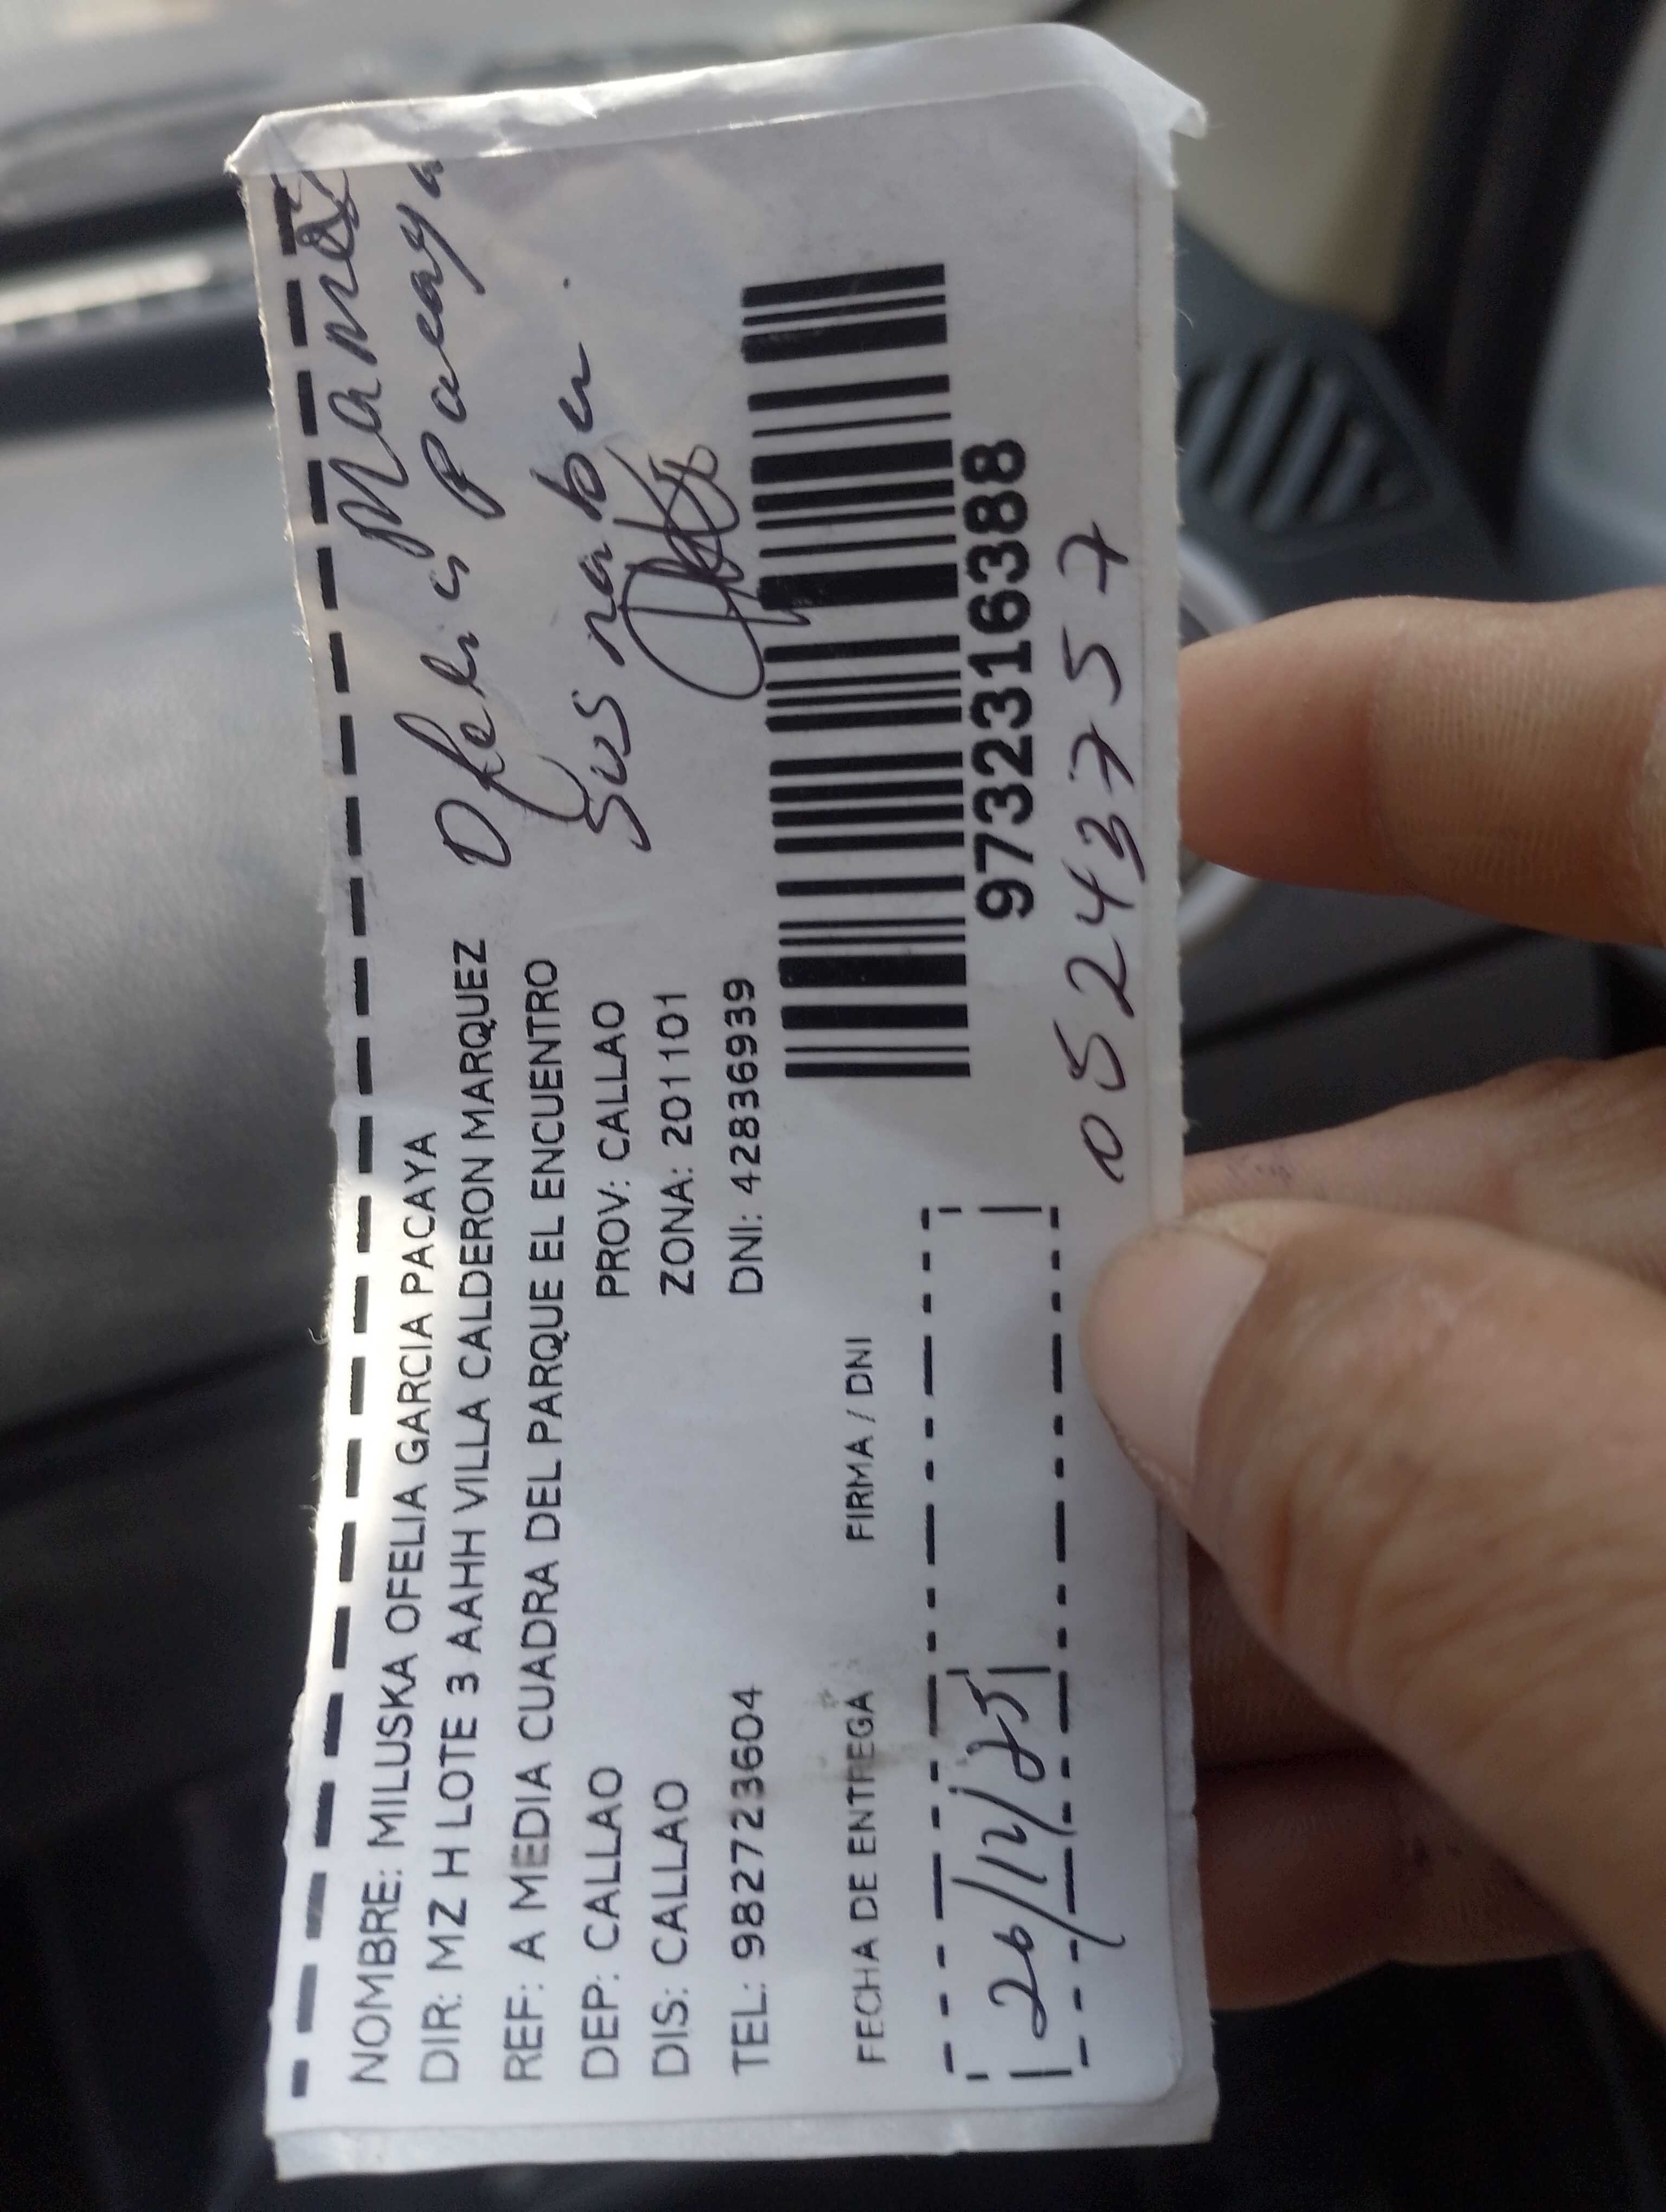 NOMBRE: MILUSKA OFELIA GARCIA PACAYA
DIR: MZ H LOTE 3 AAHH VILLA CALDERON MARQUEZ
REF: A MEDIA CUADRA DEL PARQUE EL ENCUENTRO
DEP: CALLAO PROV: CALLAO
DIS: CALLAO ZONA: 201101
TEL: 982723604 DNI: 42836939
Ofelia Pacaya
9732316388
05243757
FECHA DE ENTREGA FIRMA / DNI
26/12/25